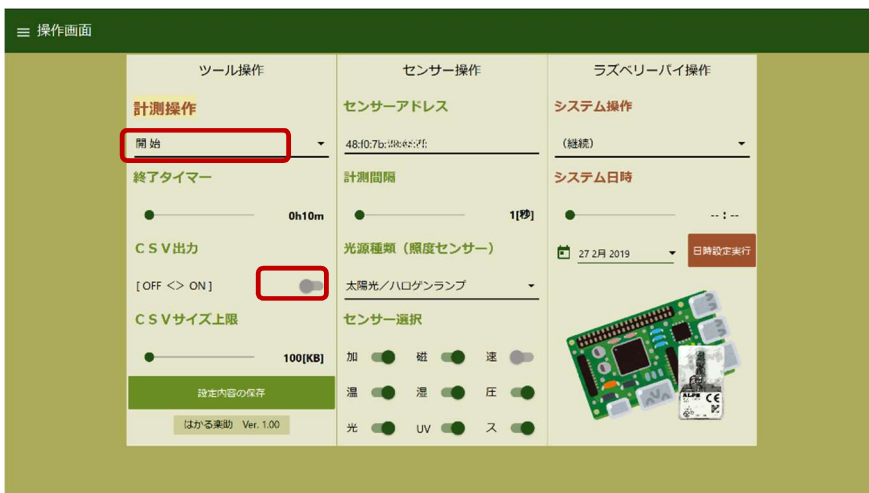 操作画面
ツール操作
計測操作
開始
終了タイマー
0h10m
ＣＳＶ出力
[ OFF <> ON ]
ＣＳＶサイズ上限
100[KB]
設定内容の保存
はかる楽助 Ver. 1.00
センサー操作
センサーアドレス
48:f0:7b:
計測間隔
1[秒]
光源種類（照度センサー）
太陽光／ハロゲンランプ
センサー選択
加 磁 速
温 湿 圧
光 UV ス
ラズベリーパイ操作
システム操作
（継続）
システム日時
-- : --
27 2月 2019
日時設定実行
ALPS
CE